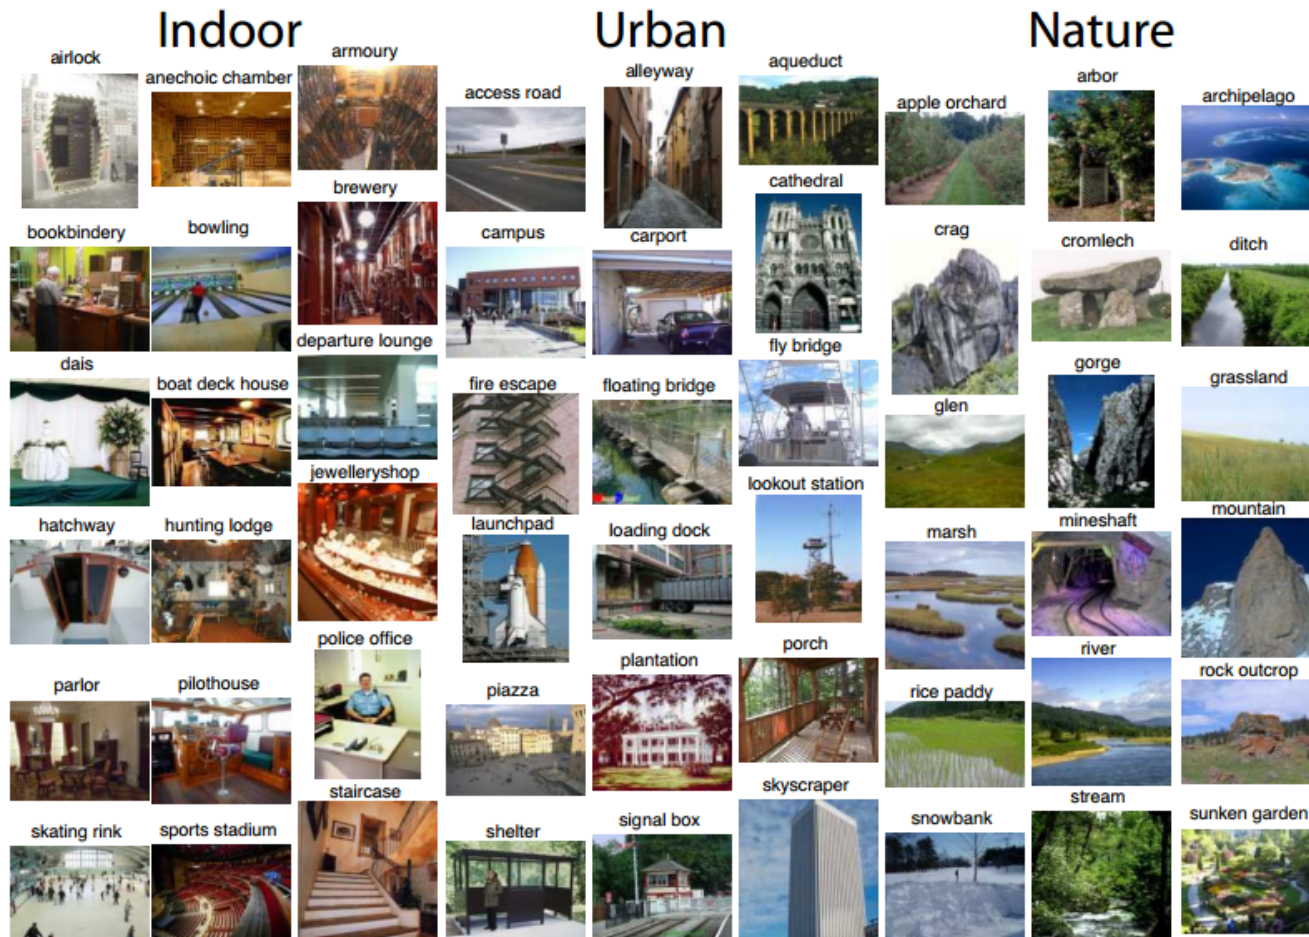 Indoor
Urban
Nature
airlock
anechoic chamber
armoury
access road
alleyway
aqueduct
apple orchard
arbor
archipelago
bookbindery
bowling
brewery
campus
carport
cathedral
crag
cromlech
ditch
dais
boat deck house
departure lounge
fire escape
floating bridge
fly bridge
glen
gorge
grassland
hatchway
hunting lodge
jewelleryshop
launchpad
loading dock
lookout station
marsh
mineshaft
mountain
parlor
pilothouse
police office
piazza
plantation
porch
rice paddy
river
rock outcrop
skating rink
sports stadium
staircase
shelter
signal box
skyscraper
snowbank
stream
sunken garden